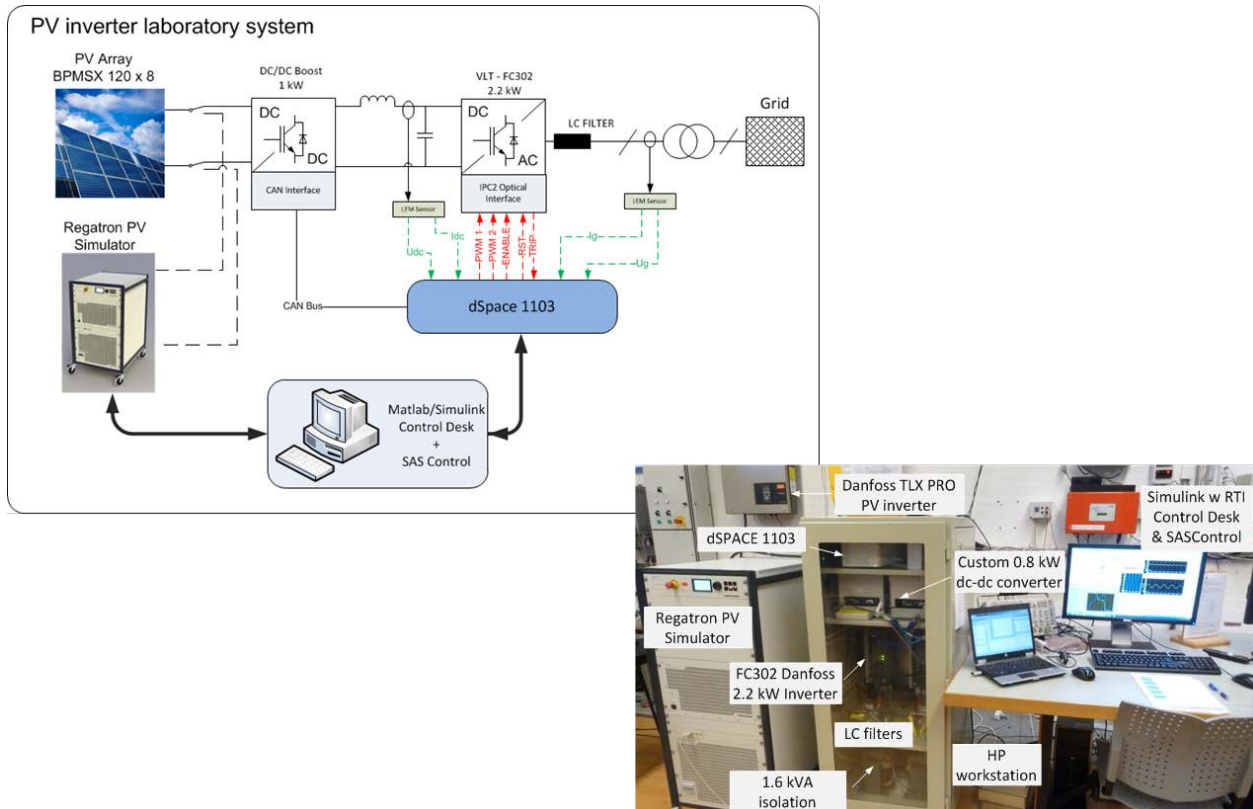 PV inverter laboratory system
PV Array
BPMSX 120 x 8
DC/DC Boost
1 kW
VLT - FC302
2.2 kW
LC FILTER
Grid
DC
DC
DC
AC
CAN Interface
IPC2 Optical
Interface
LEM Sensor
LEM Sensor
Regatron PV
Simulator
Udc
Idc
PWM 1
PWM 2
ENABLE
RST
TRIP
Ig
Ug
CAN Bus
dSpace 1103
Matlab/Simulink
Control Desk
+
SAS Control
Danfoss TLX PRO
PV inverter
Simulink w RTI
Control Desk
& SASControl
dSPACE 1103
Custom 0.8 kW
dc-dc converter
Regatron PV
Simulator
FC302 Danfoss
2.2 kW Inverter
LC filters
HP
workstation
1.6 kVA
isolation